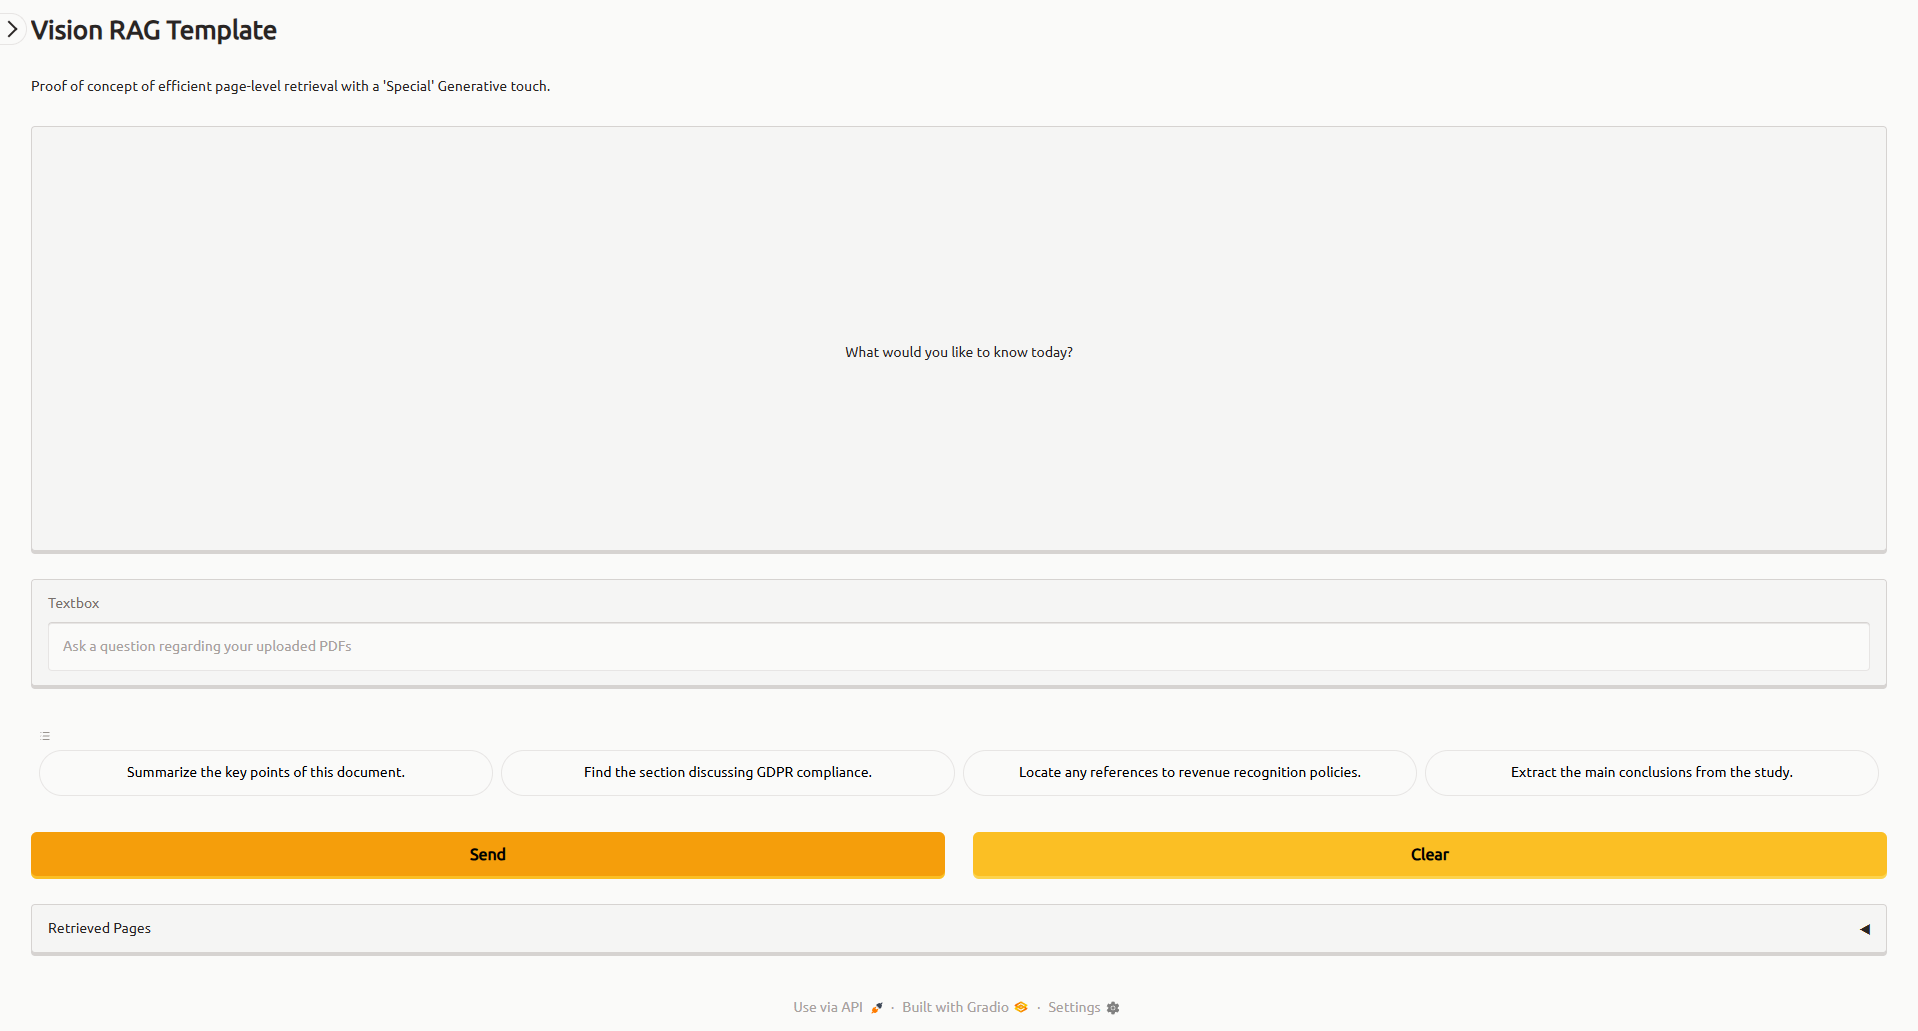 Vision RAG Template
Proof of concept of efficient page-level retrieval with a 'Special' Generative touch.
What would you like to know today?
Textbox
Ask a question regarding your uploaded PDFs
Summarize the key points of this document.
Find the section discussing GDPR compliance.
Locate any references to revenue recognition policies.
Extract the main conclusions from the study.
Send
Clear
Retrieved Pages
Use via API · Built with Gradio · Settings